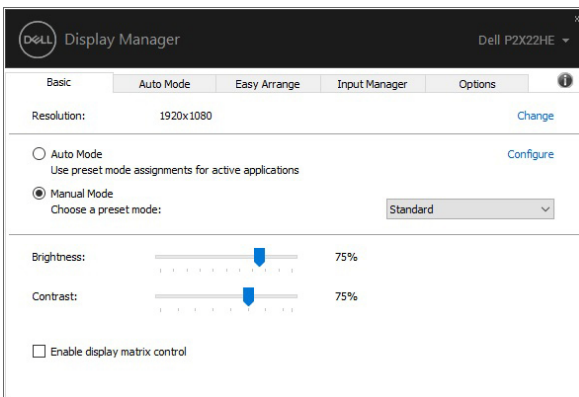 DELL Display Manager Dell P2X22HE
Basic Auto Mode Easy Arrange Input Manager Options
Resolution: 1920x1080 Change
Auto Mode Configure
Use preset mode assignments for active applications
Manual Mode
Choose a preset mode: Standard
Brightness: 75%
Contrast: 75%
Enable display matrix control